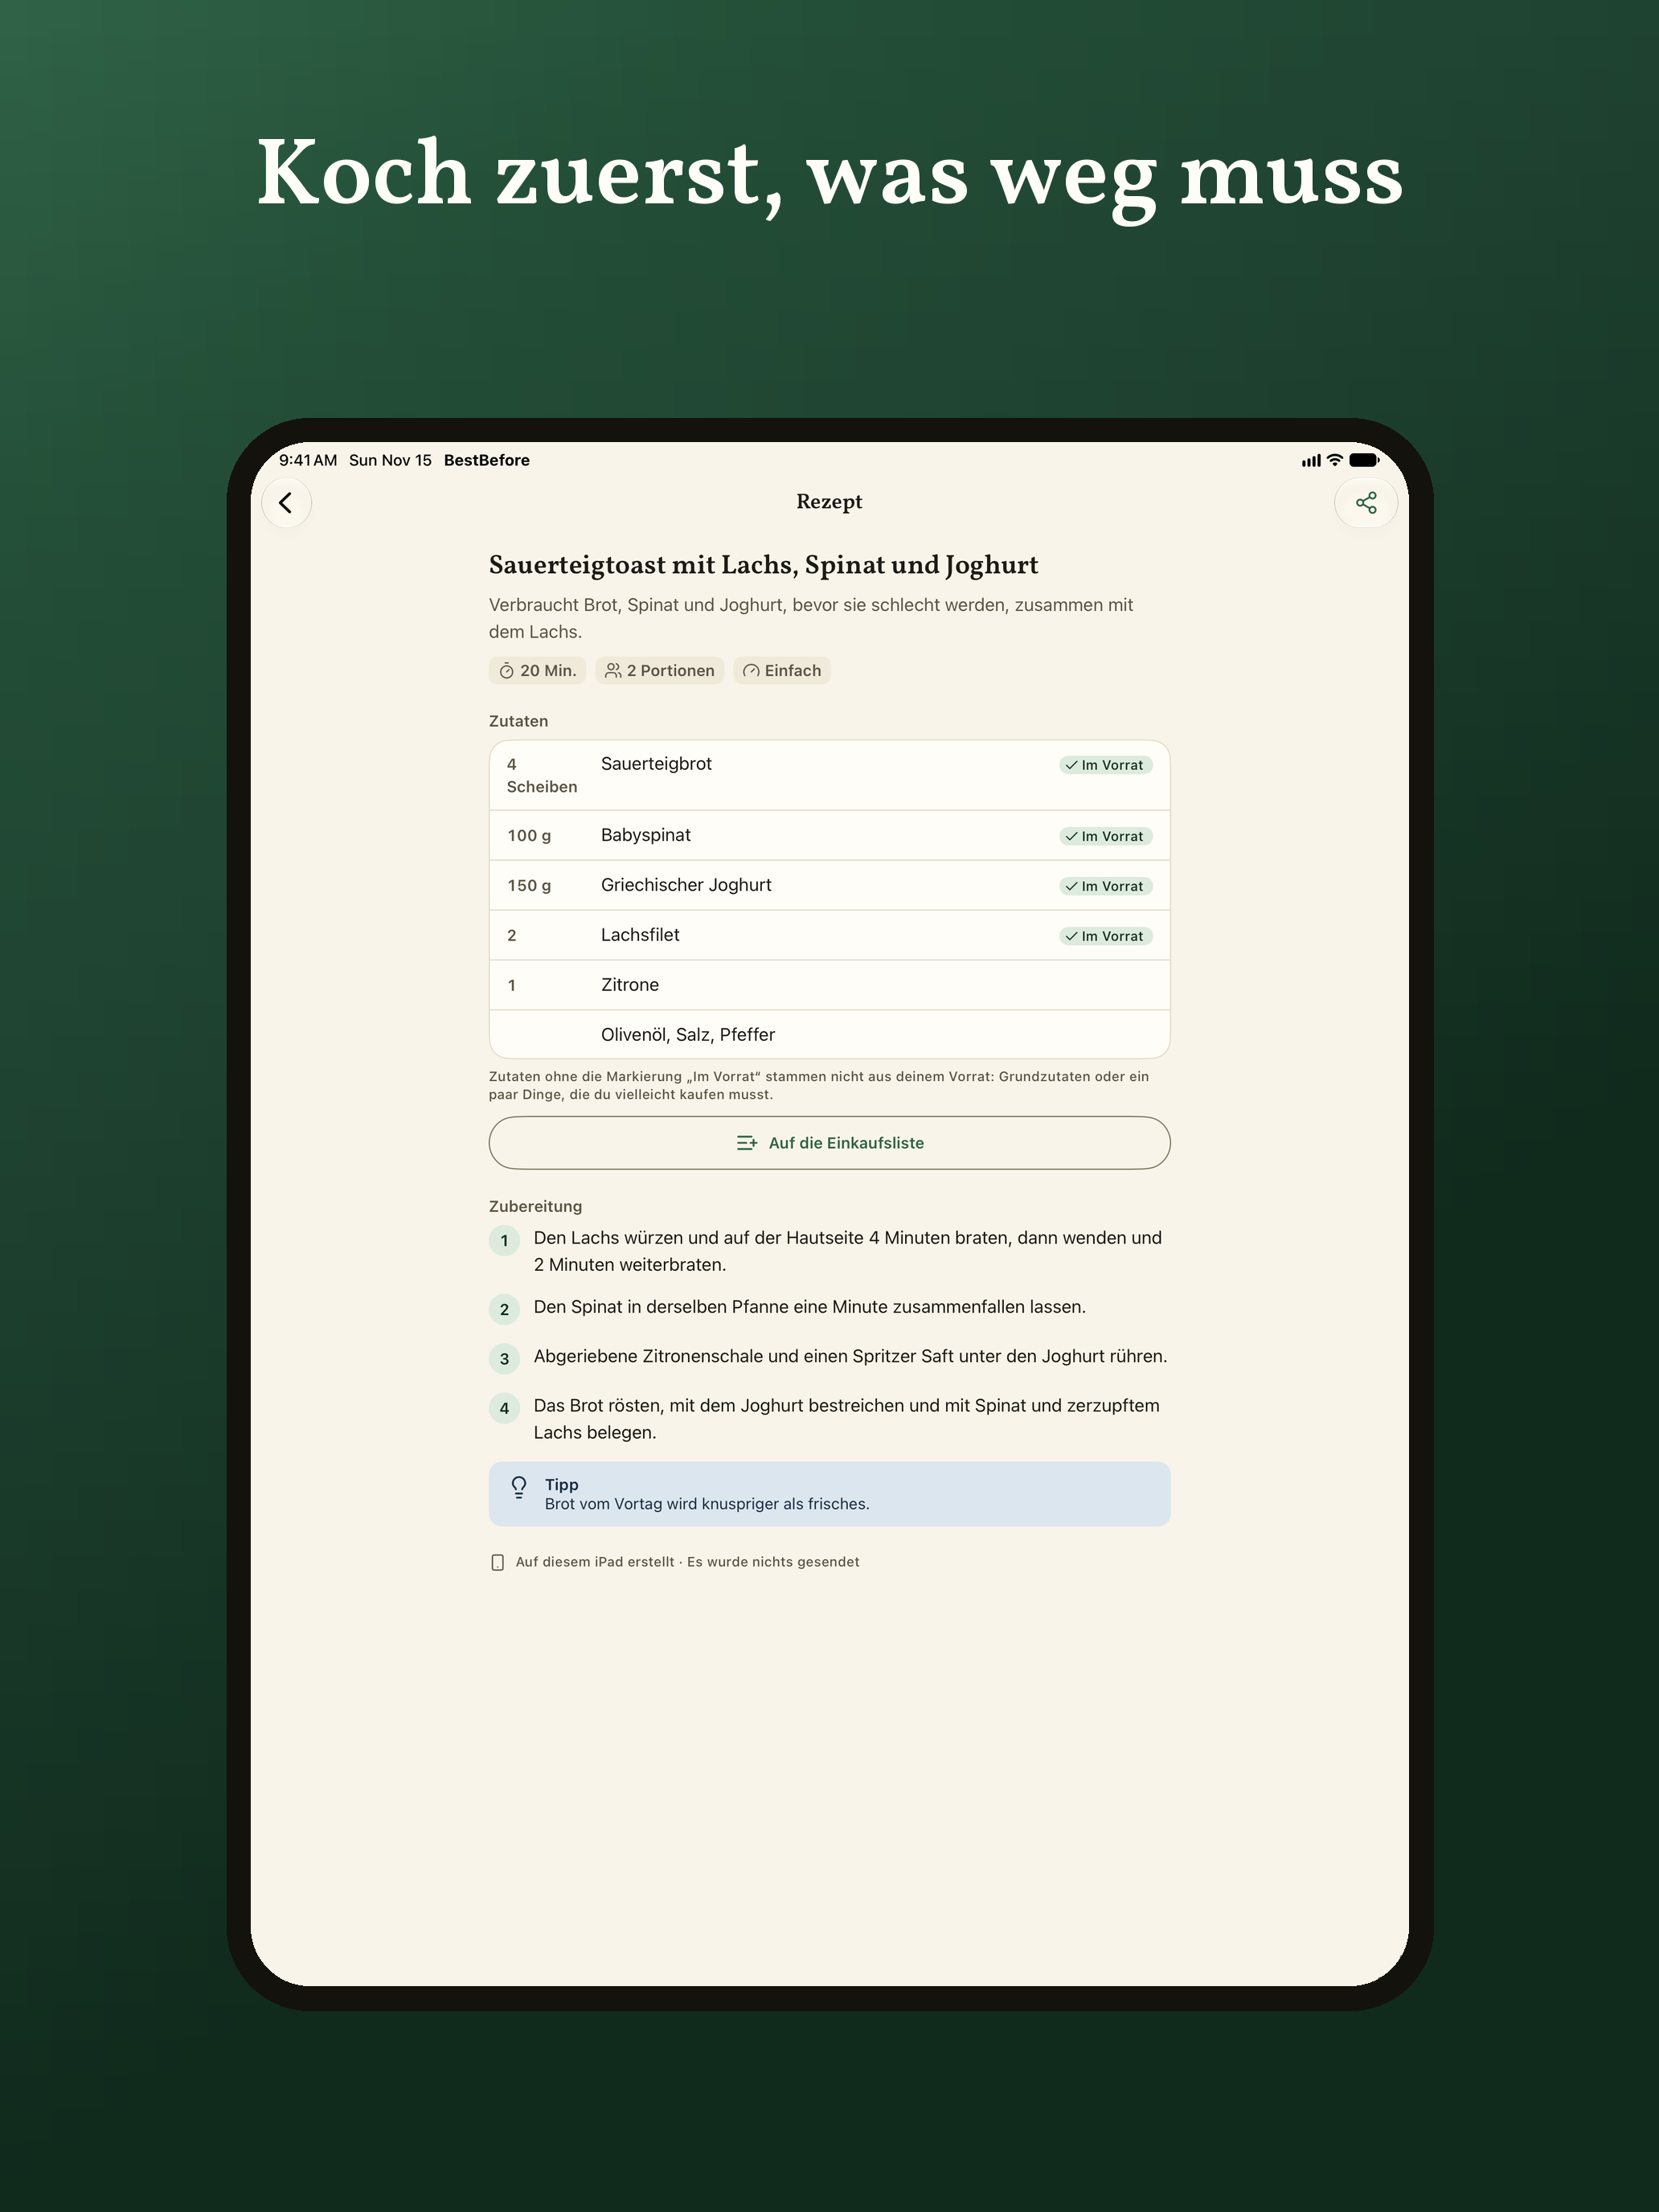 Koch zuerst, was weg muss
9:41 AM Sun Nov 15 BestBefore
Rezept
Sauerteigtoast mit Lachs, Spinat und Joghurt
Verbraucht Brot, Spinat und Joghurt, bevor sie schlecht werden, zusammen mit
dem Lachs.
20 Min. 2 Portionen Einfach
Zutaten
4 Sauerteigbrot Im Vorrat
Scheiben
100 g Babyspinat Im Vorrat
150 g Griechischer Joghurt Im Vorrat
2 Lachsfilet Im Vorrat
1 Zitrone
Olivenöl, Salz, Pfeffer
Zutaten ohne die Markierung „Im Vorrat“ stammen nicht aus deinem Vorrat: Grundzutaten oder ein
paar Dinge, die du vielleicht kaufen musst.
Auf die Einkaufsliste
Zubereitung
1 Den Lachs würzen und auf der Hautseite 4 Minuten braten, dann wenden und
2 Minuten weiterbraten.
2 Den Spinat in derselben Pfanne eine Minute zusammenfallen lassen.
3 Abgeriebene Zitronenschale und einen Spritzer Saft unter den Joghurt rühren.
4 Das Brot rösten, mit dem Joghurt bestreichen und mit Spinat und zerzupftem
Lachs belegen.
Tipp
Brot vom Vortag wird knuspriger als frisches.
Auf diesem iPad erstellt · Es wurde nichts gesendet